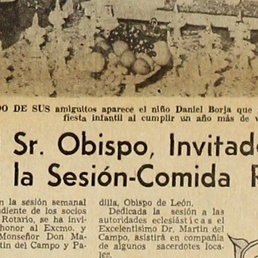 DO DE SUS amiguitos aparece el niño Daniel Borja que
fiesta infantil al cumplir un año más de v
Sr. Obispo, Invitado
la Sesión-Comida R
n la sesión semanal
diente de los socios
Rotario, se ha invi-
honor al Excmo. y
Monseñor Don Ma-
tín del Campo y Pa-
dilla, Obispo de León.
Dedicada la sesión a las
autoridades eclesiásticas el
Excelentísimo Dr. Martín del
Campo, asistirá en compañía
de algunos sacerdotes loca-
les.